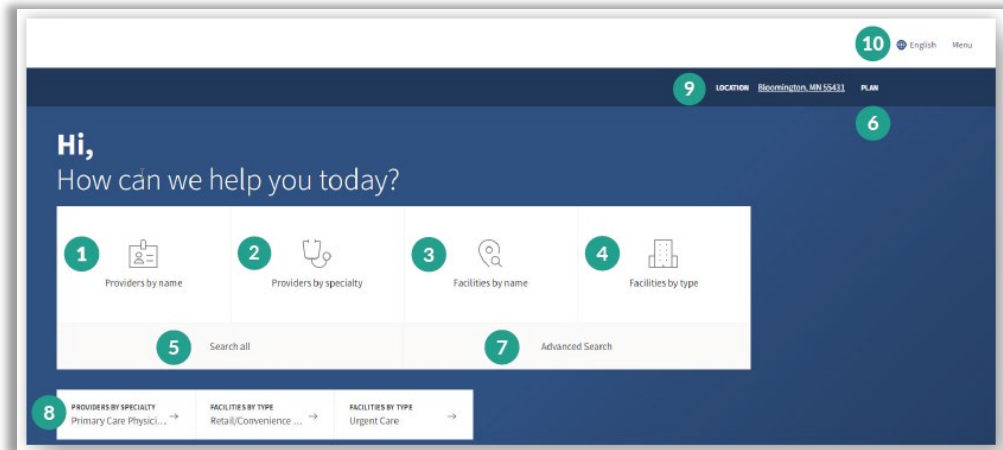 10 English Menu
9 LOCATION Bloomington, MN 55431 PLAN
6
Hi,
How can we help you today?
1 Providers by name
2 Providers by specialty
3 Facilities by name
4 Facilities by type
5 Search all
7 Advanced Search
8 PROVIDERS BY SPECIALTY
Primary Care Physici... →
FACILITIES BY TYPE
Retail/Convenience ... →
FACILITIES BY TYPE
Urgent Care →